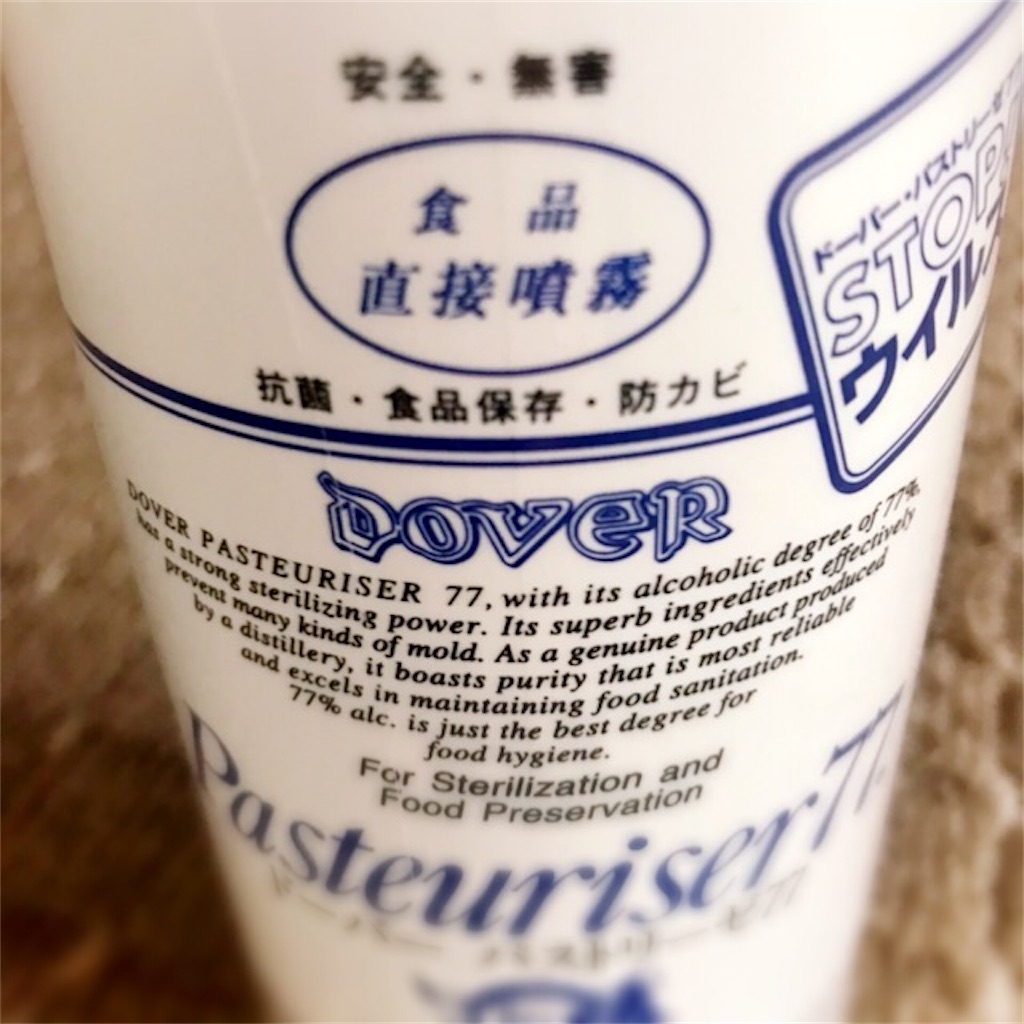 安全・無害
食品
直接噴霧
抗菌・食品保存・防カビ
ドーバー・パストリーゼ
STOP
ウイルス
DOVER
DOVER PASTEURISER 77, with its alcoholic degree of 77%,
has a strong sterilizing power. Its superb ingredients effectively
prevent many kinds of mold. As a genuine product produced
by a distillery, it boasts purity that is most reliable
and excels in maintaining food sanitation.
77% alc. is just the best degree for
food hygiene.
For Sterilization and
Food Preservation
Pasteuriser 77
ドーバー パストリーゼ77